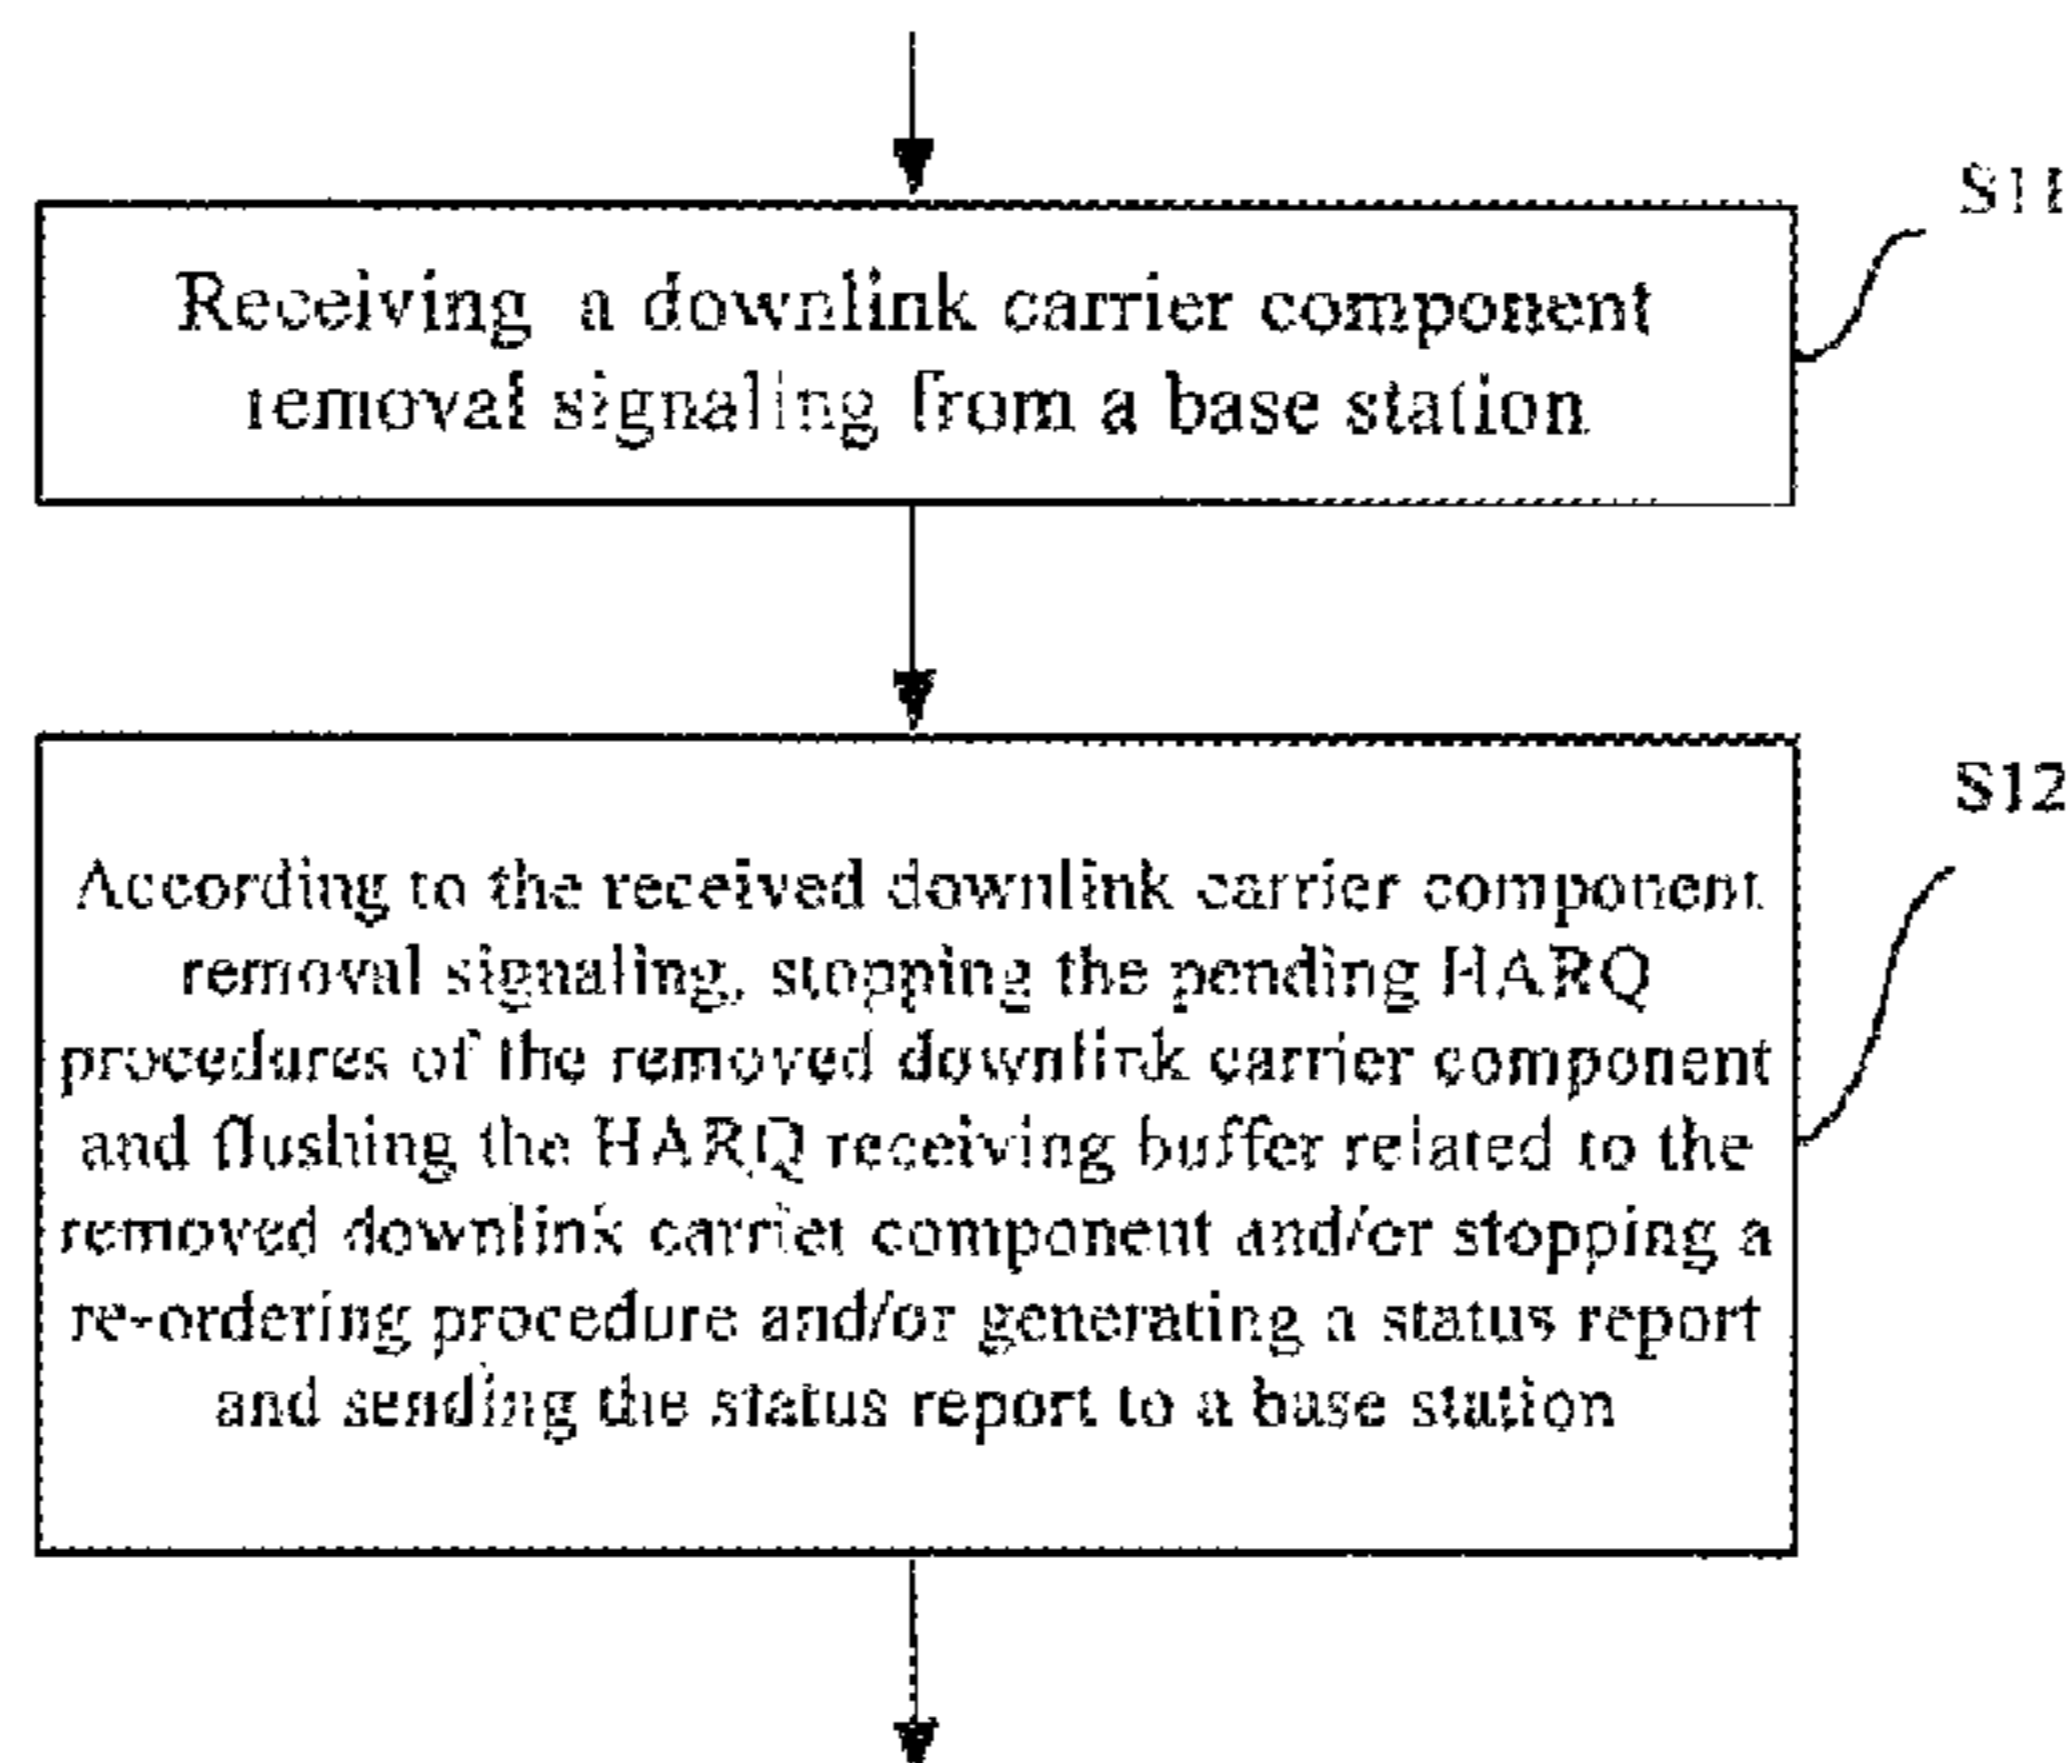 S11
Receiving a downlink carrier component
removal signaling from a base station
S12
According to the received downlink carrier component
removal signaling, stopping the pending HARQ
procedures of the removed downlink carrier component
and flushing the HARQ receiving buffer related to the
removed downlink carrier component and/or stopping a
re-ordering procedure and/or generating a status report
and sending the status report to a base station